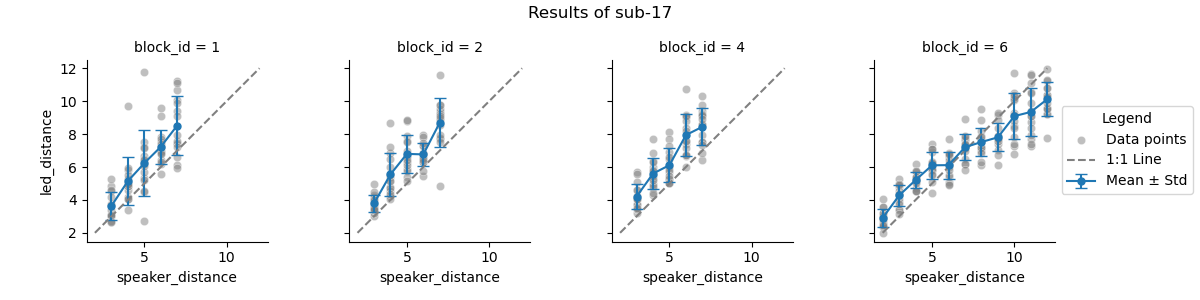 Results of sub-17
block_id = 1
block_id = 2
block_id = 4
block_id = 6
led_distance
12
10
8
6
4
2
5
10
5
10
5
10
5
10
speaker_distance
speaker_distance
speaker_distance
speaker_distance
Legend
Data points
1:1 Line
Mean ± Std